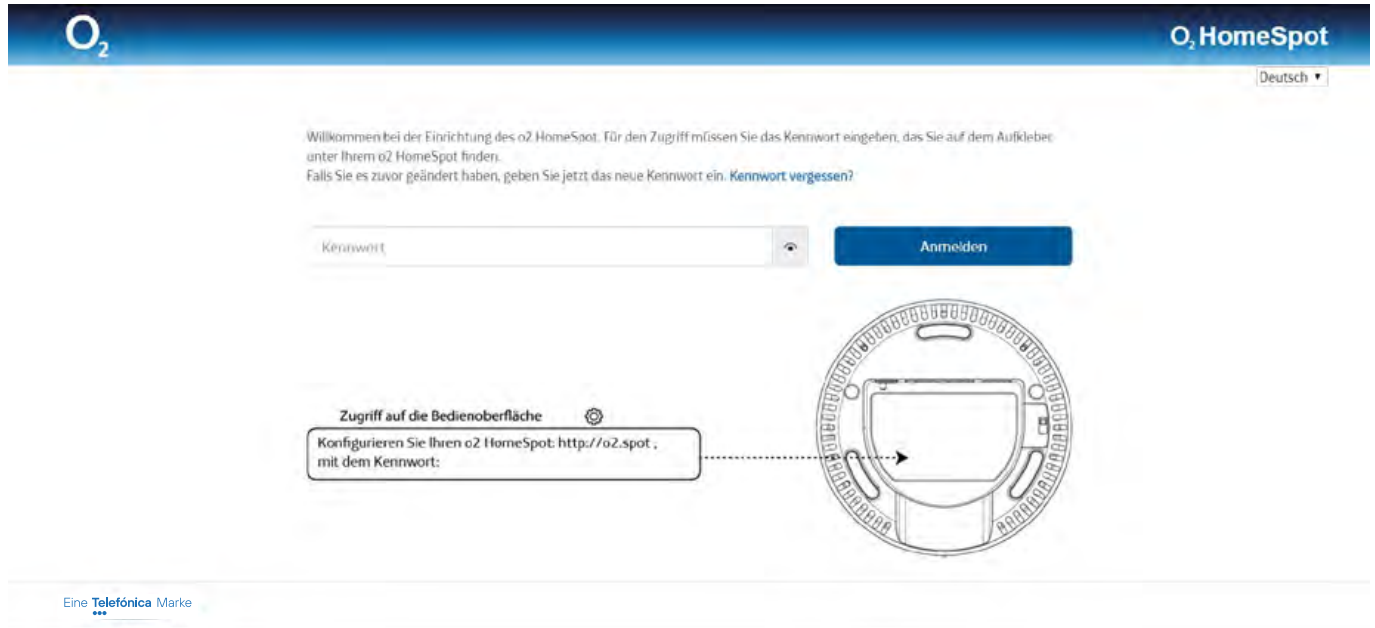 O2
O2 HomeSpot
Deutsch
Willkommen bei der Einrichtung des o2 HomeSpot. Für den Zugriff müssen Sie das Kennwort eingeben, das Sie auf dem Aufkleber
unter Ihrem o2 HomeSpot finden.
Falls Sie es zuvor geändert haben, geben Sie jetzt das neue Kennwort ein. Kennwort vergessen?
Kennwort
Anmelden
Zugriff auf die Bedienoberfläche
Konfigurieren Sie Ihren o2 HomeSpot: http://o2.spot ,
mit dem Kennwort:
Eine Telefónica Marke